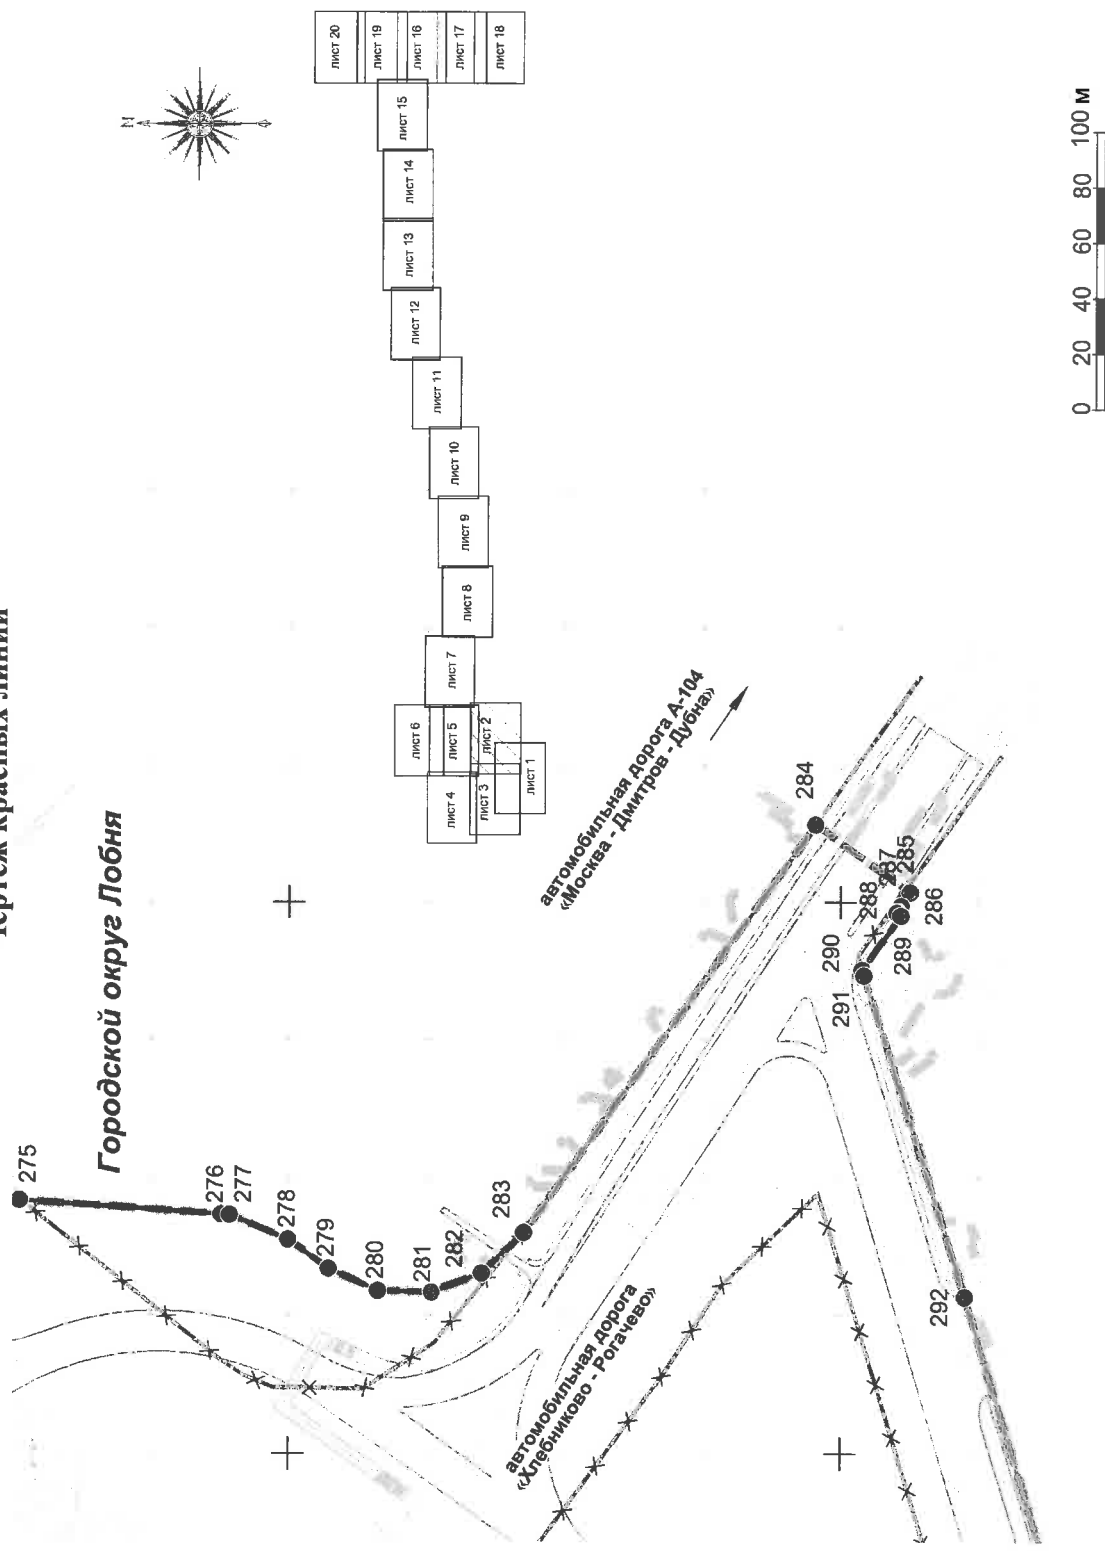 Чертеж красных линий
Городской округ Лобня
N
лист 20
лист 19
лист 16
лист 17
лист 18
лист 15
лист 14
лист 13
лист 12
лист 11
лист 10
лист 9
лист 8
лист 7
лист 6
лист 5
лист 2
лист 4
лист 3
лист 1
автомобильная дорога А-104
«Москва - Дмитров - Дубна»
автомобильная дорога
«Хлебниково - Рогачево»
275
276
277
278
279
280
281
282
283
284
285
287
286
288
289
290
291
292
0 20 40 60 80 100 м